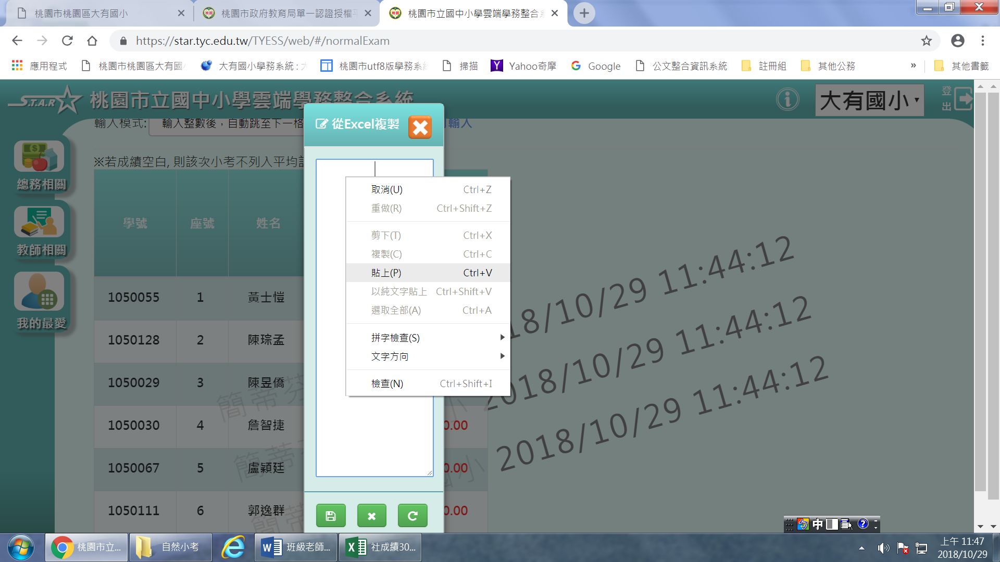 桃園市桃園區大有國小
桃園市政府教育局單一認證授權平
桃園市立國中小學雲端學務整合系
https://star.tyc.edu.tw/TYESS/web/#/normalExam
應用程式
桃園市桃園區大有國
大有國小學務系統 : 大
桃園市utf8版學務系
掃描
Yahoo奇摩
Google
公文整合資訊系統
註冊組
其他公務
»
其他書籤
S.T.A.R
桃園市立國中小學雲端學務整合系統
大有國小
登出
輸入模式: 輸入整數後，自動跳至下一格
輸入
從Excel複製
※若成績空白, 則該次小考不列入平均
總務相關
教師相關
我的最愛
學號 座號 姓名
1050055 1 黃士愷
1050128 2 陳琮孟
1050029 3 陳昱僑
1050030 4 詹智捷 0.00
1050067 5 盧穎廷 0.00
1050111 6 郭逸群 0.00
取消(U) Ctrl+Z
重做(R) Ctrl+Shift+Z
剪下(T) Ctrl+X
複製(C) Ctrl+C
貼上(P) Ctrl+V
以純文字貼上 Ctrl+Shift+V
選取全部(A) Ctrl+A
拼字檢查(S)
文字方向
檢查(N) Ctrl+Shift+I
18/10/29 11:44:12
簡蒂芬 小 2018/10/29 11:44:12
簡蒂 國小 2018/10/29 11:44:12
簡蒂
中
桃園市立...
自然小考
班級老師...
社成績30...
上午 11:47
2018/10/29